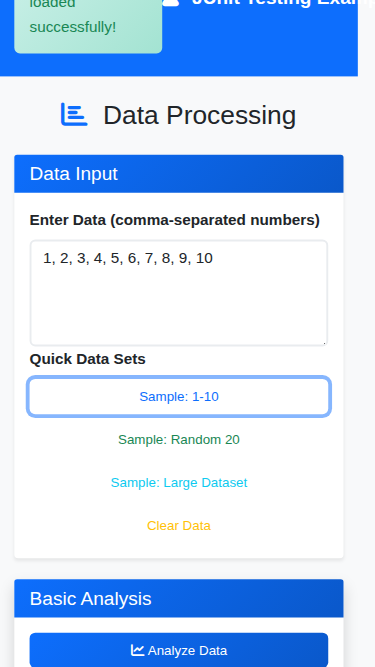 loaded
successfully!
JUnit Testing Exam
Data Processing
Data Input
Enter Data (comma-separated numbers)
1, 2, 3, 4, 5, 6, 7, 8, 9, 10
Quick Data Sets
Sample: 1-10
Sample: Random 20
Sample: Large Dataset
Clear Data
Basic Analysis
Analyze Data